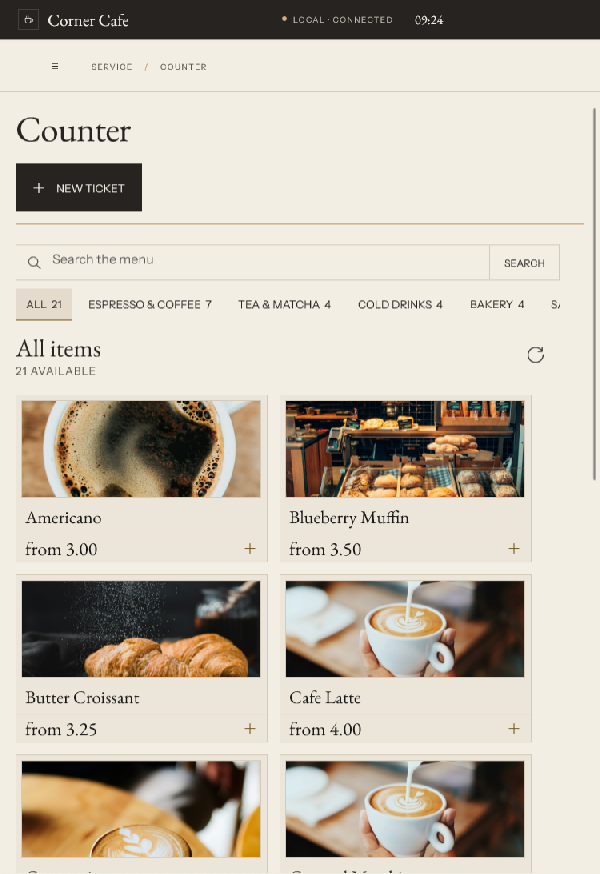 Corner Cafe
LOCAL · CONNECTED
09:24
SERVICE / COUNTER
Counter
+ NEW TICKET
Search the menu
SEARCH
ALL 21 ESPRESSO & COFFEE 7 TEA & MATCHA 4 COLD DRINKS 4 BAKERY 4
All items
21 AVAILABLE
Americano
from 3.00 +
Blueberry Muffin
from 3.50 +
Butter Croissant
from 3.25 +
Cafe Latte
from 4.00 +